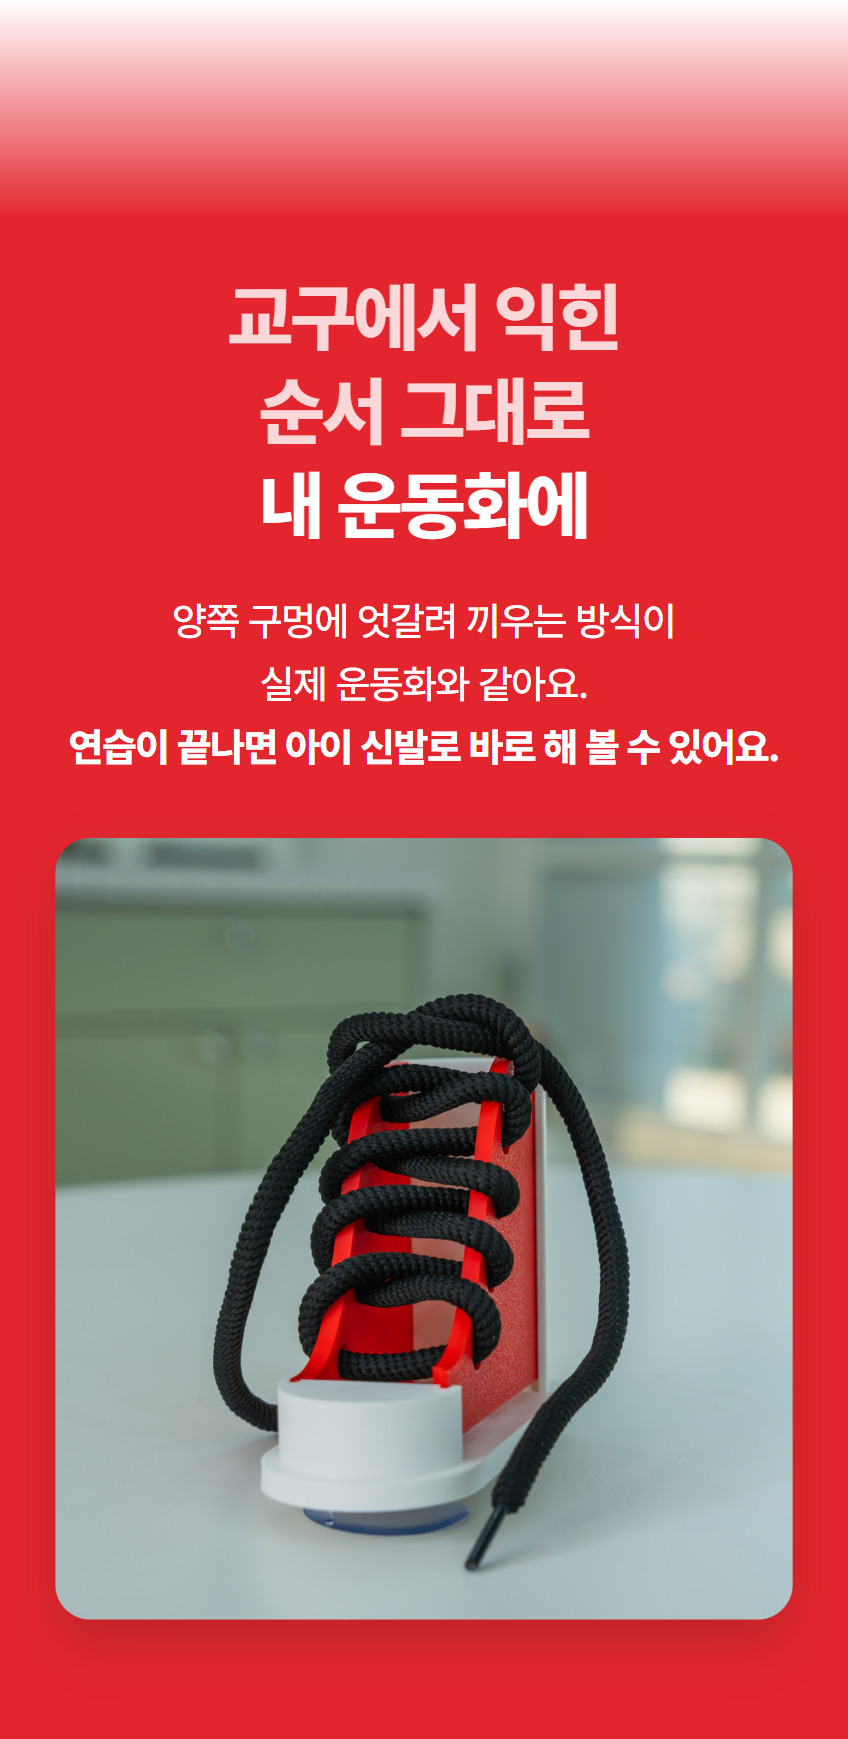 교구에서 익힌
순서 그대로
내 운동화에
양쪽 구멍에 엇갈려 끼우는 방식이
실제 운동화와 같아요.
연습이 끝나면 아이 신발로 바로 해 볼 수 있어요.